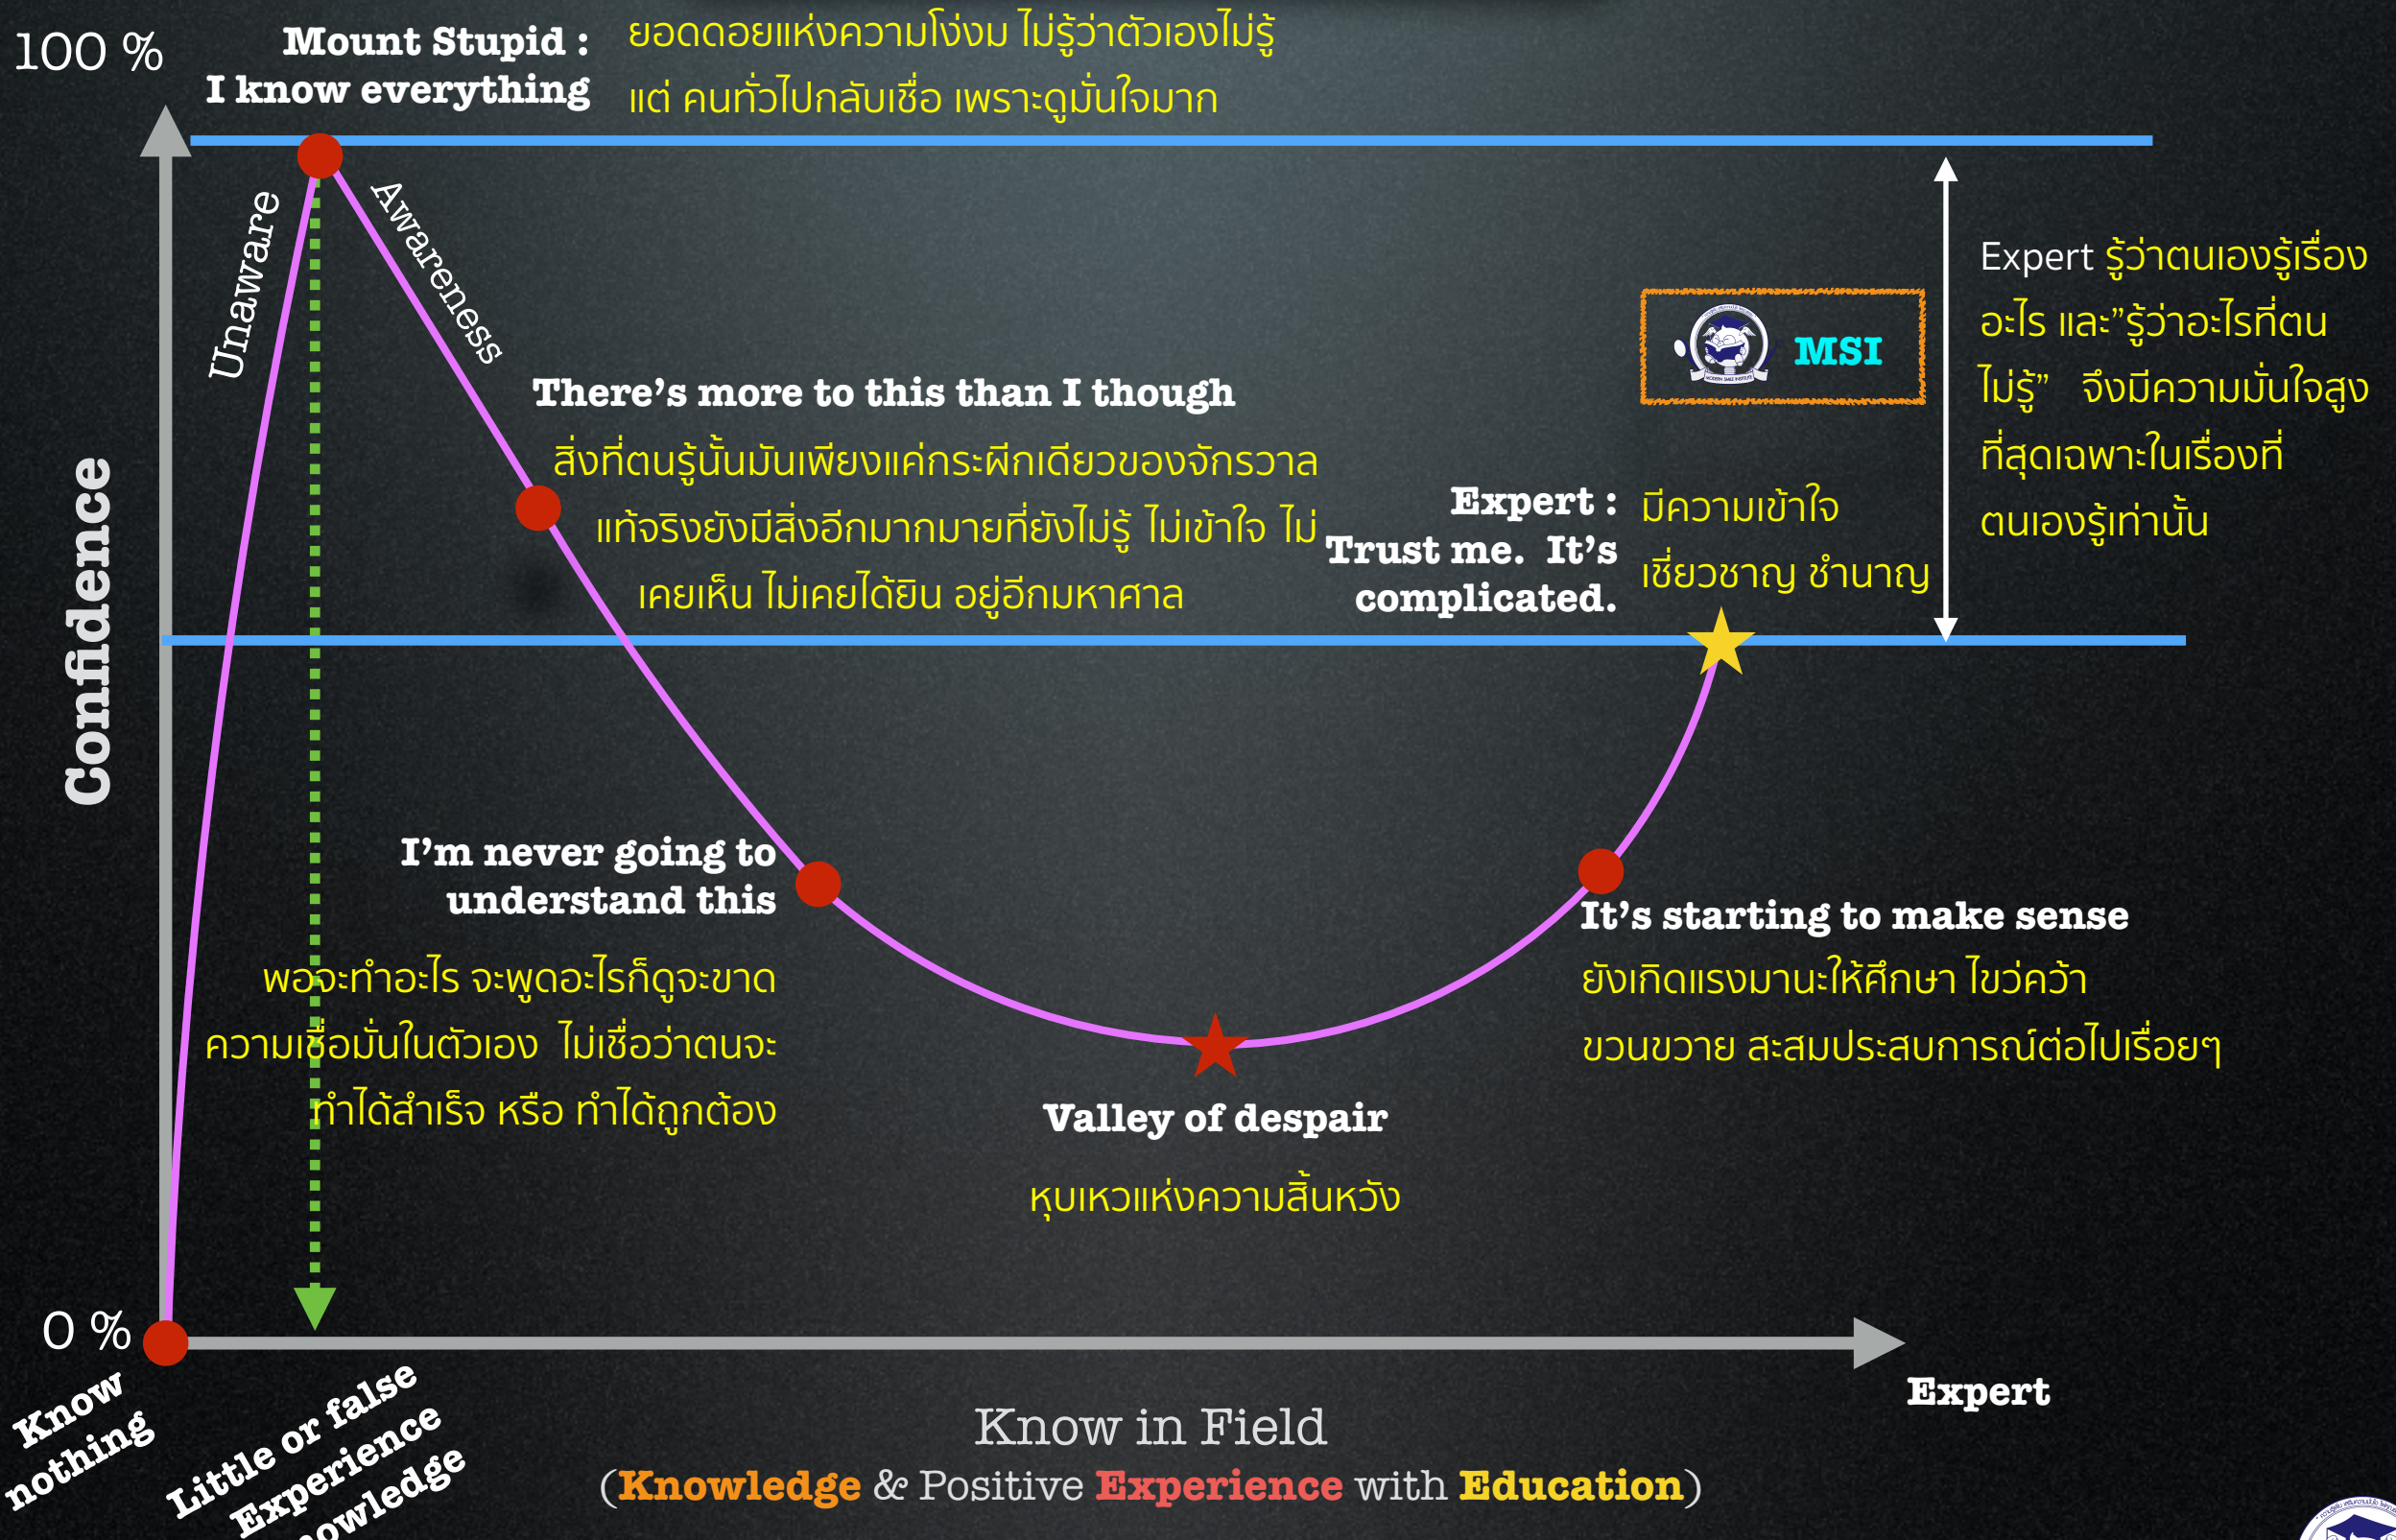 100 %
Mount Stupid :
I know everything
ยอดดอยแห่งความโง่งม ไม่รู้ว่าตัวเองไม่รู้
แต่ คนทั่วไปกลับเชื่อ เพราะดูมั่นใจมาก
Unaware
Awareness
Confidence
There's more to this than I though
สิ่งที่ตนรู้นั้นมันเพียงแค่กระผีกเดียวของจักรวาล
แท้จริงยังมีสิ่งอีกมากมายที่ยังไม่รู้ ไม่เข้าใจ ไม่
เคยเห็น ไม่เคยได้ยิน อยู่อีกมหาศาล
MODERN SMILE INSTITUTE
MSI
Expert รู้ว่าตนเองรู้เรื่อง
อะไร และ"รู้ว่าอะไรที่ตน
ไม่รู้" จึงมีความมั่นใจสูง
ที่สุดเฉพาะในเรื่องที่
ตนเองรู้เท่านั้น
Expert :
Trust me. It's
complicated.
มีความเข้าใจ
เชี่ยวชาญ ชำนาญ
I'm never going to
understand this
พอจะทำอะไร จะพูดอะไรก็ดูจะขาด
ความเชื่อมั่นในตัวเอง ไม่เชื่อว่าตนจะ
ทำได้สำเร็จ หรือ ทำได้ถูกต้อง
Valley of despair
หุบเหวแห่งความสิ้นหวัง
It's starting to make sense
ยังเกิดแรงมานะให้ศึกษา ไขว่คว้า
ขวนขวาย สะสมประสบการณ์ต่อไปเรื่อยๆ
0 %
Know
nothing
Little or false
Experience
nowledge
Know in Field
(Knowledge & Positive Experience with Education)
Expert